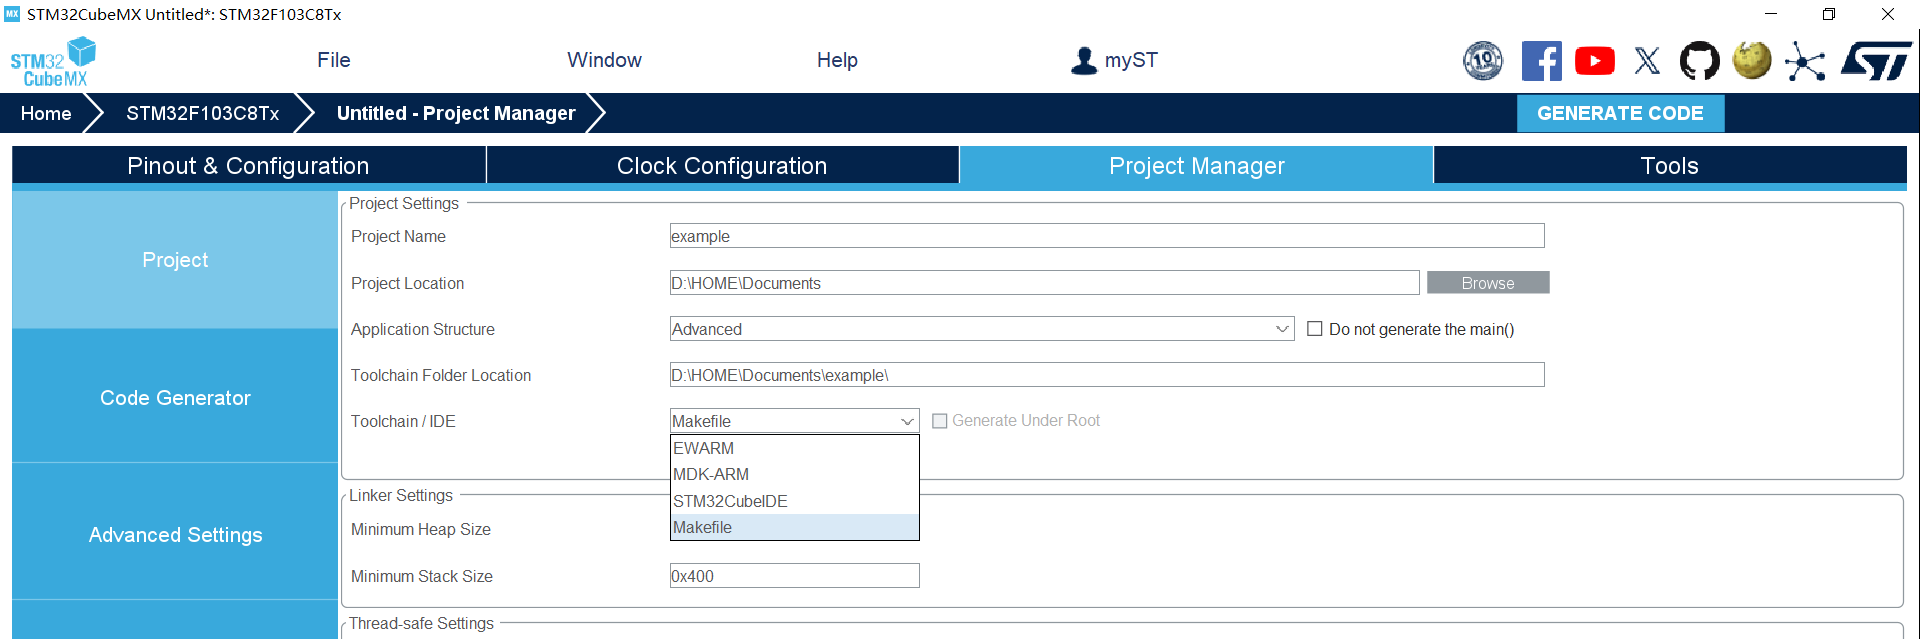 MX STM32CubeMX Untitled*: STM32F103C8Tx
STM32 CubeMX
File Window Help myST
10
Home STM32F103C8Tx Untitled - Project Manager GENERATE CODE
Pinout & Configuration Clock Configuration Project Manager Tools
Project
Code Generator
Advanced Settings
Project Settings
Project Name example
Project Location D:\HOME\Documents Browse
Application Structure Advanced Do not generate the main()
Toolchain Folder Location D:\HOME\Documents\example\
Toolchain / IDE Makefile Generate Under Root
EWARM
MDK-ARM
STM32CubeIDE
Makefile
Linker Settings
Minimum Heap Size
Minimum Stack Size 0x400
Thread-safe Settings